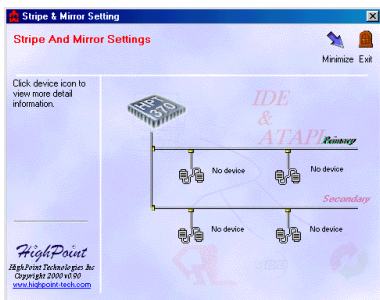 Stripe & Mirror Setting
Stripe And Mirror Settings
Minimize Exit
Click device icon to
view more detail
information.
HPT
370
IDE
&
ATAPI
Primary
No device No device
Secondary
No device No device
HighPoint
HighPoint Technologies Inc
Copyright 2000 v0.90
www.highpoint-tech.com